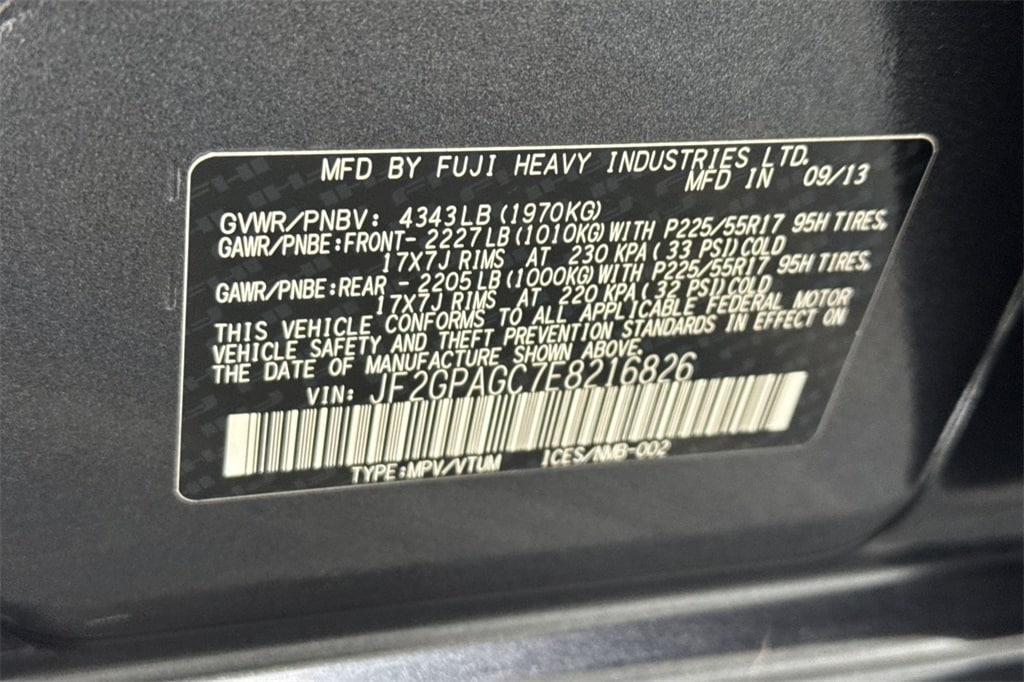 MFD BY FUJI HEAVY INDUSTRIES LTD.
MFD IN 09/13
GVWR/PNBV: 4343LB (1970KG)
GAWR/PNBE:FRONT- 2227LB (1010KG) WITH P225/55R17 95H TIRES,
17X7J RIMS AT 230 KPA( 33 PSI) COLD
GAWR/PNBE:REAR - 2205LB (1000KG) WITH P225/55R17 95H TIRES,
17X7J RIMS AT 220 KPA( 32 PSI) COLD
THIS VEHICLE CONFORMS TO ALL APPLICABLE FEDERAL MOTOR
VEHICLE SAFETY AND THEFT PREVENTION STANDARDS IN EFFECT ON
THE DATE OF MANUFACTURE SHOWN ABOVE.
VIN: JF2GPAGC7E8216826
TYPE:MPV/VTUM ICES/NMB-002